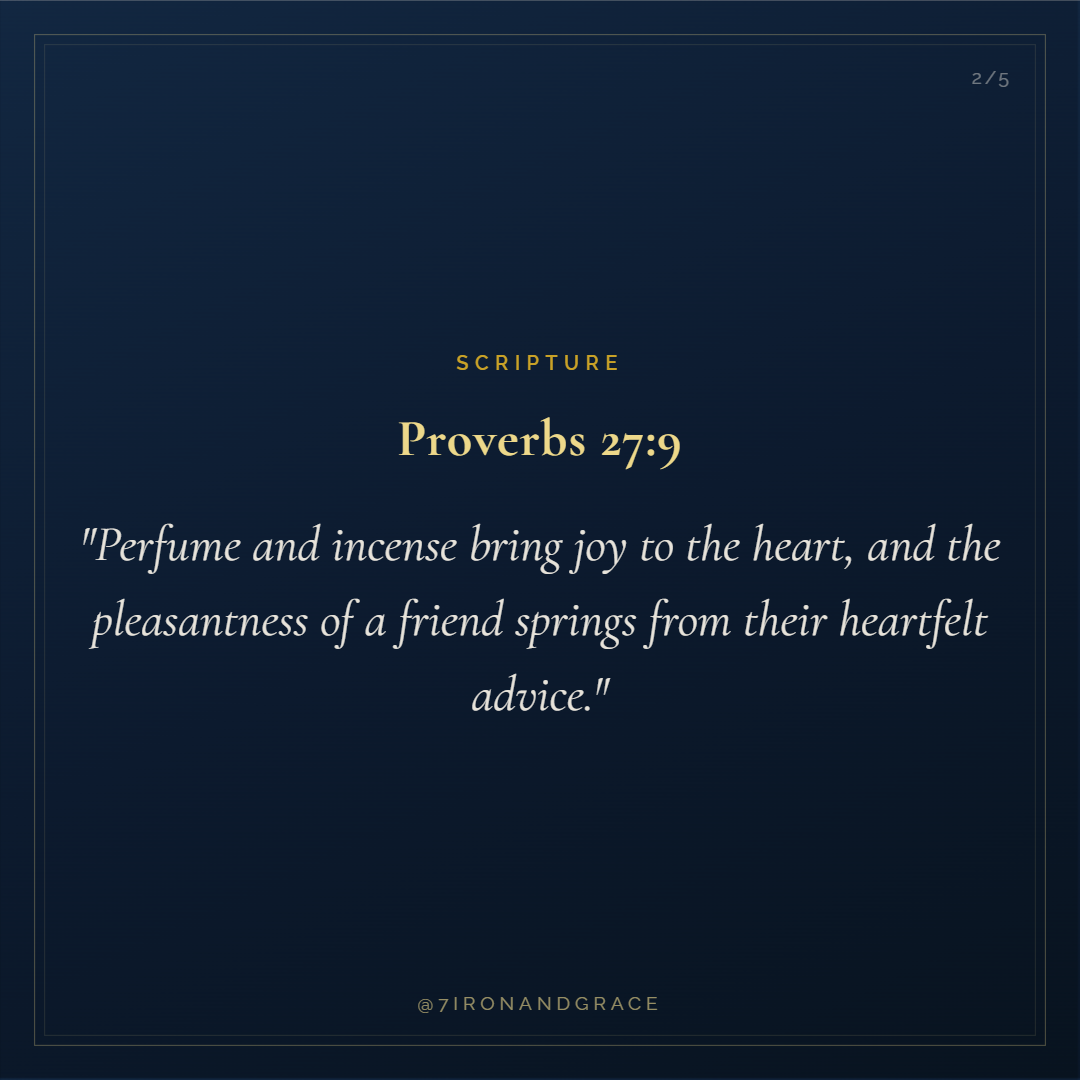 2/5
SCRIPTURE
Proverbs 27:9
"Perfume and incense bring joy to the heart, and the
pleasantness of a friend springs from their heartfelt
advice."
@7IRONANDGRACE